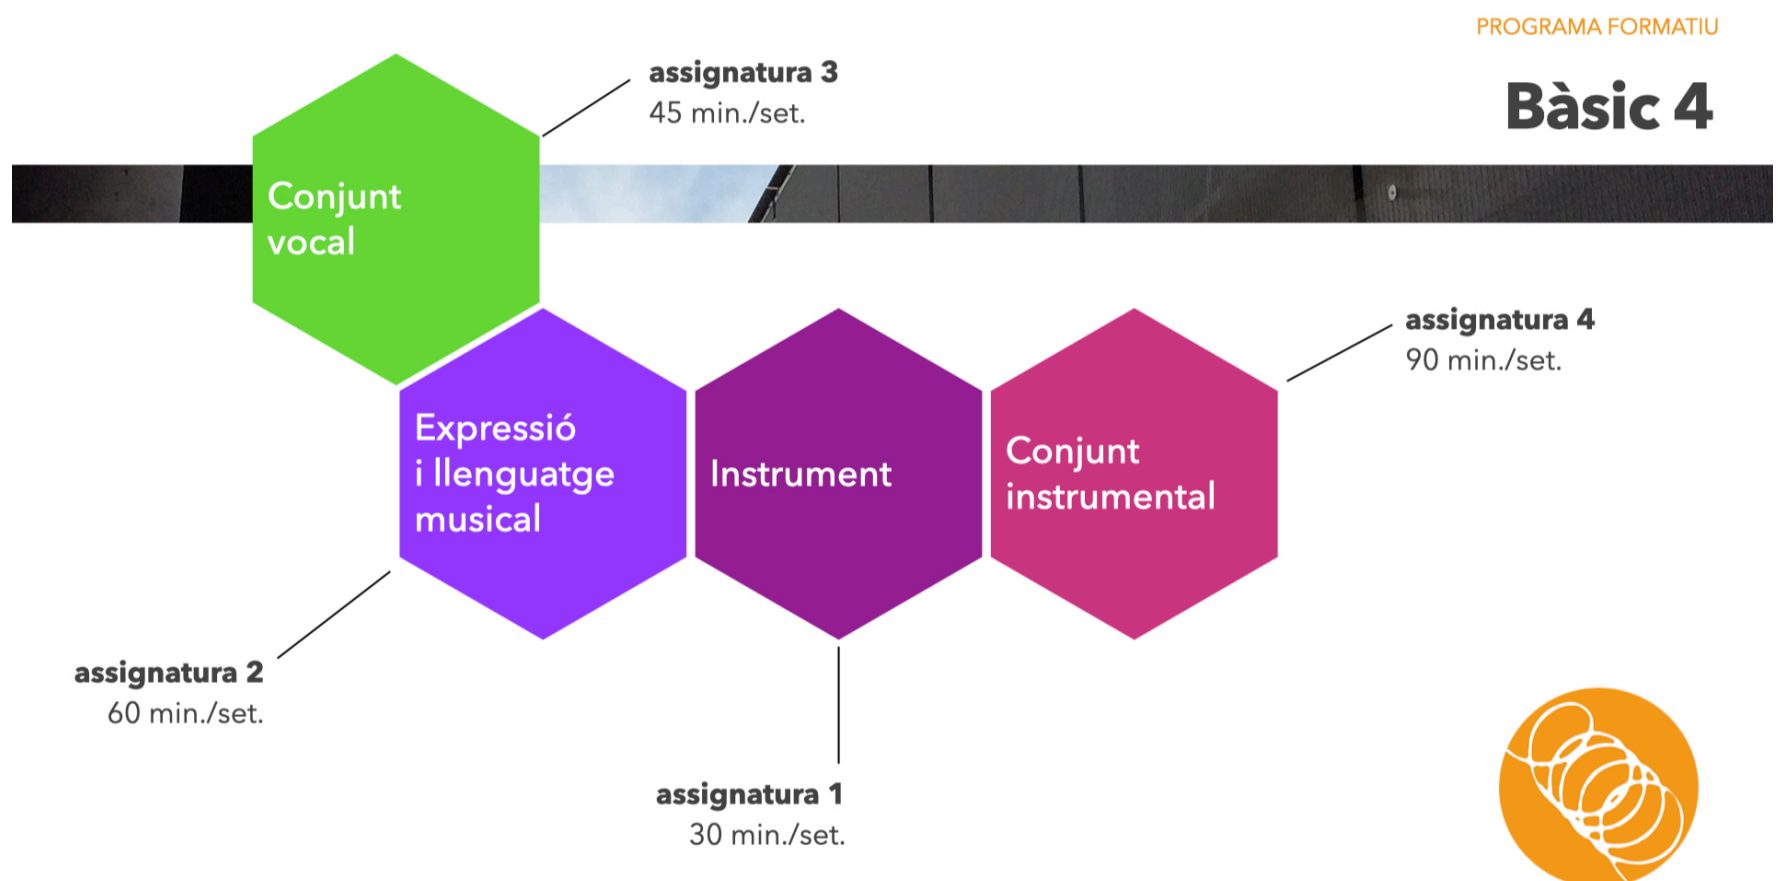 PROGRAMA FORMATIU
Bàsic 4
assignatura 3
45 min./set.
Conjunt
vocal
assignatura 4
90 min./set.
Expressió
i llenguatge
musical
Instrument
Conjunt
instrumental
assignatura 2
60 min./set.
assignatura 1
30 min./set.